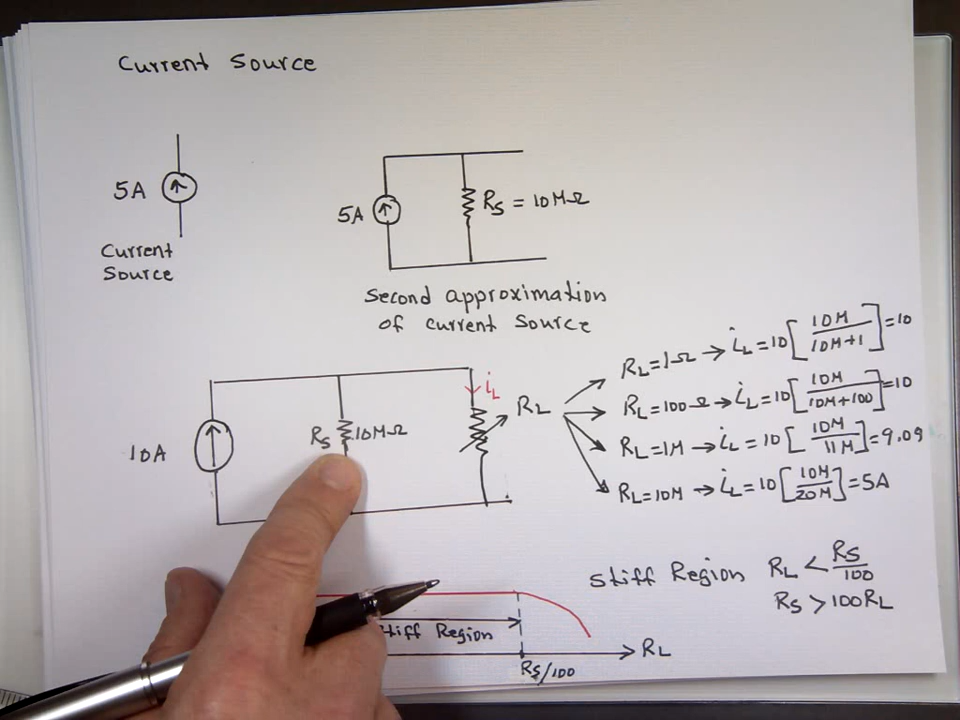 Current Source
5A
Current
Source
5A
Rs = 10MΩ
Second approximation
of current source
10A
Rs
10MΩ
iL
RL
RL=1Ω → iL=10[10M/10M+1]=10
RL=100Ω → iL=10[10M/10M+100]=10
RL=1M → iL=10[10M/11M]=9.09
RL=10M → iL=10[10M/20M]=5A
Stiff Region RL < Rs/100
Rs > 100RL
Region
RL
Rs/100